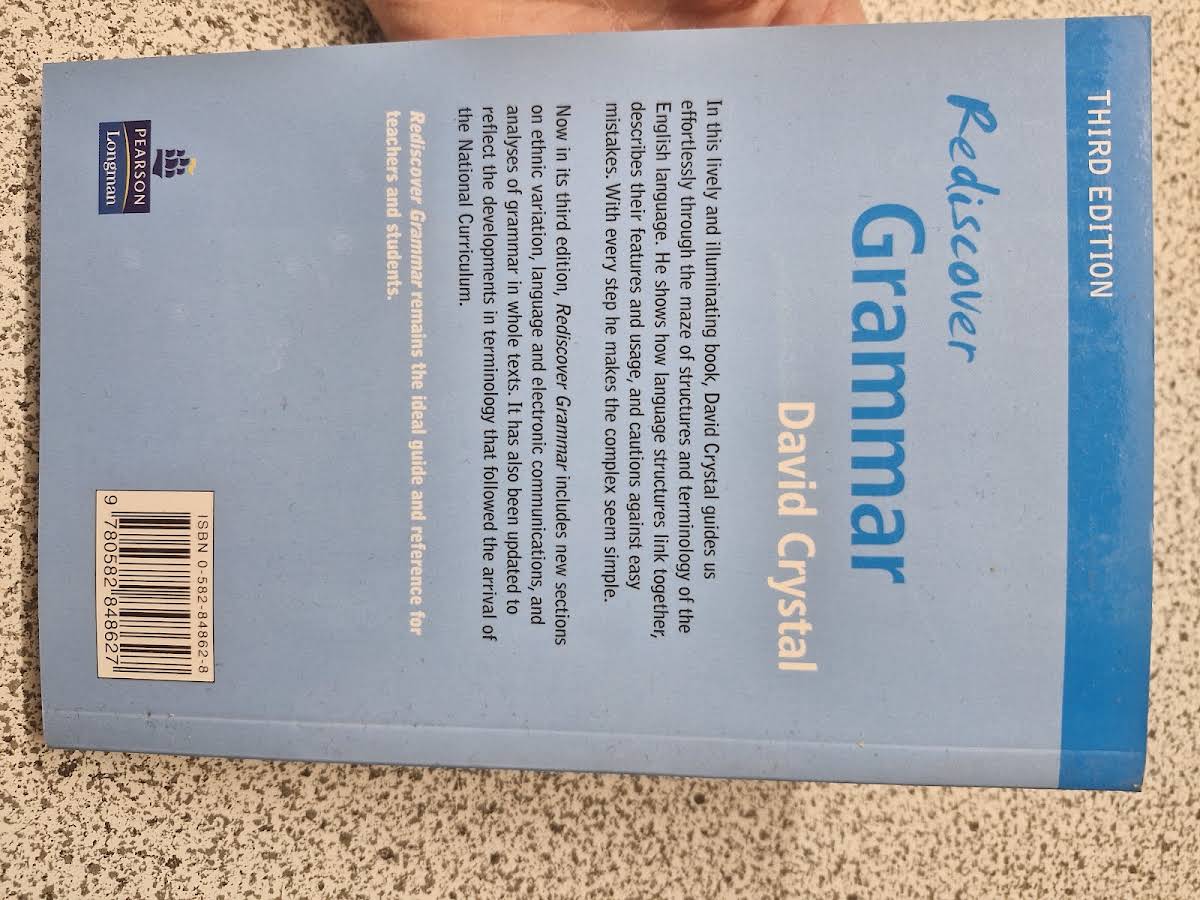 THIRD EDITION
Rediscover
Grammar
David Crystal
In this lively and illuminating book, David Crystal guides us
effortlessly through the maze of structures and terminology of the
English language. He shows how language structures link together,
describes their features and usage, and cautions against easy
mistakes. With every step he makes the complex seem simple.
Now in its third edition, Rediscover Grammar includes new sections
on ethnic variation, language and electronic communications, and
analyses of grammar in whole texts. It has also been updated to
reflect the developments in terminology that followed the arrival of
the National Curriculum.
Rediscover Grammar remains the ideal guide and reference for
teachers and students.
PEARSON
Longman
ISBN 0-582-84862-8
9 780582 848627